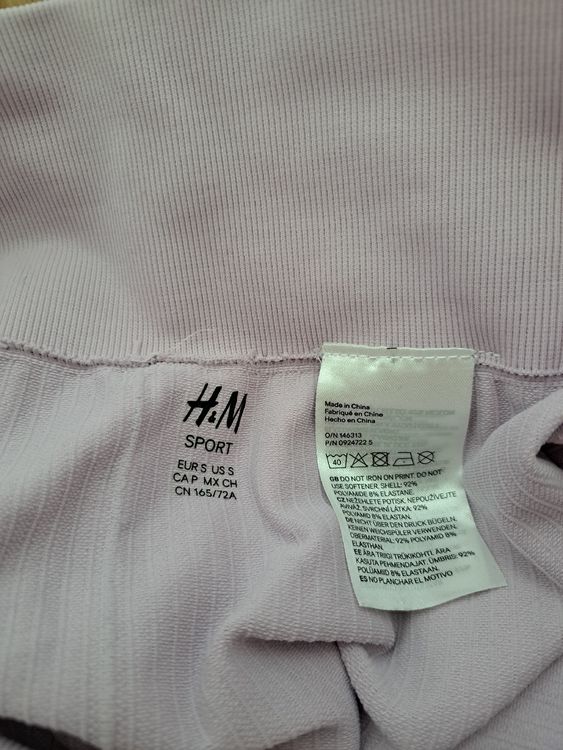 H&M
SPORT
EUR S US S
CA P MX CH
CN 165/72A
Made in China
Fabriqué en Chine
Hecho en China
O/N 146313
P/N 0924722 5
40
GB DO NOT IRON ON PRINT. DO NOT
USE SOFTENER. SHELL: 92%
POLYAMIDE 8% ELASTANE.
CZ NEŽEHLETE POTISK. NEPOUŽÍVEJTE
AVIVÁŽ. SVRCHNÍ LÁTKA: 92%
POLYAMID 8% ELASTAN.
DE NICHT ÜBER DEN DRUCK BÜGELN.
KEINEN WEICHSPÜLER VERWENDEN.
OBERMATERIAL: 92% POLYAMID 8%
ELASTHAN.
EE ÄRA TRIIGI TRÜKIKOHTI. ÄRA
KASUTA PEHMENDAJAT. ÜMBRIS: 92%
POLÜAMIID 8% ELASTAAN.
ES NO PLANCHAR EL MOTIVO